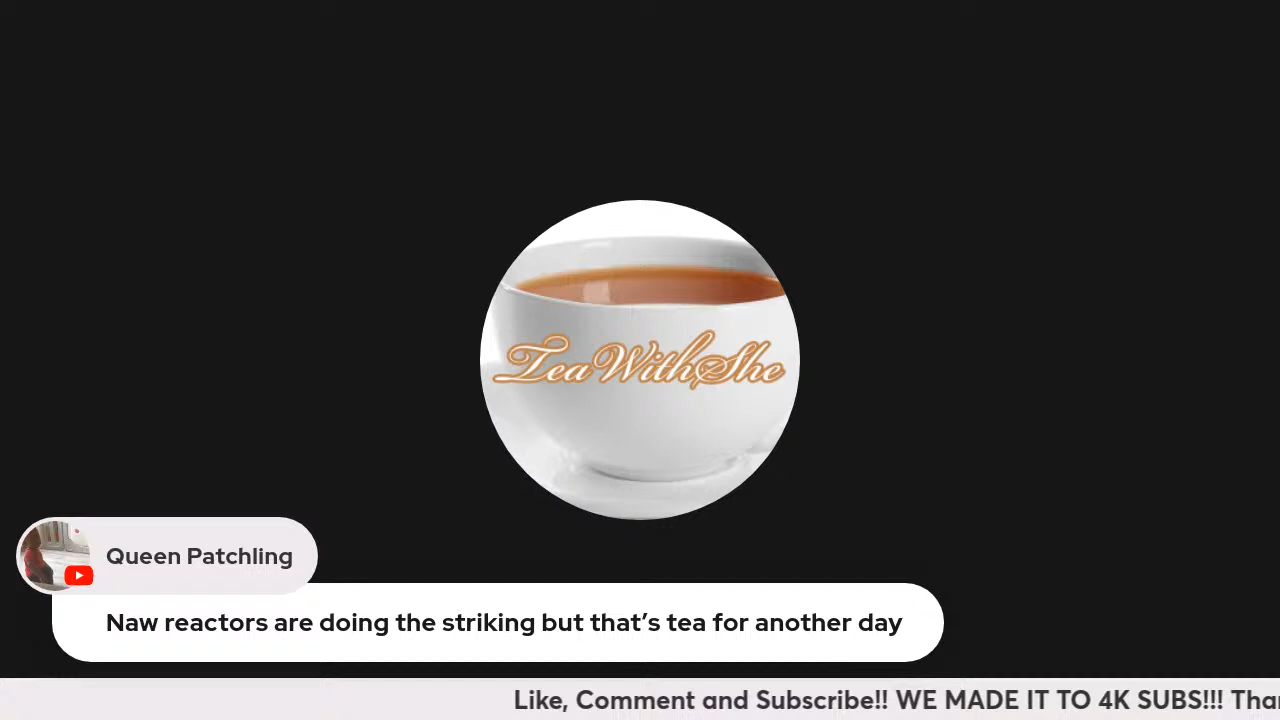 TeaWithShe
Queen Patchling
Naw reactors are doing the striking but that’s tea for another day
Like, Comment and Subscribe!! WE MADE IT TO 4K SUBS!!! Tha